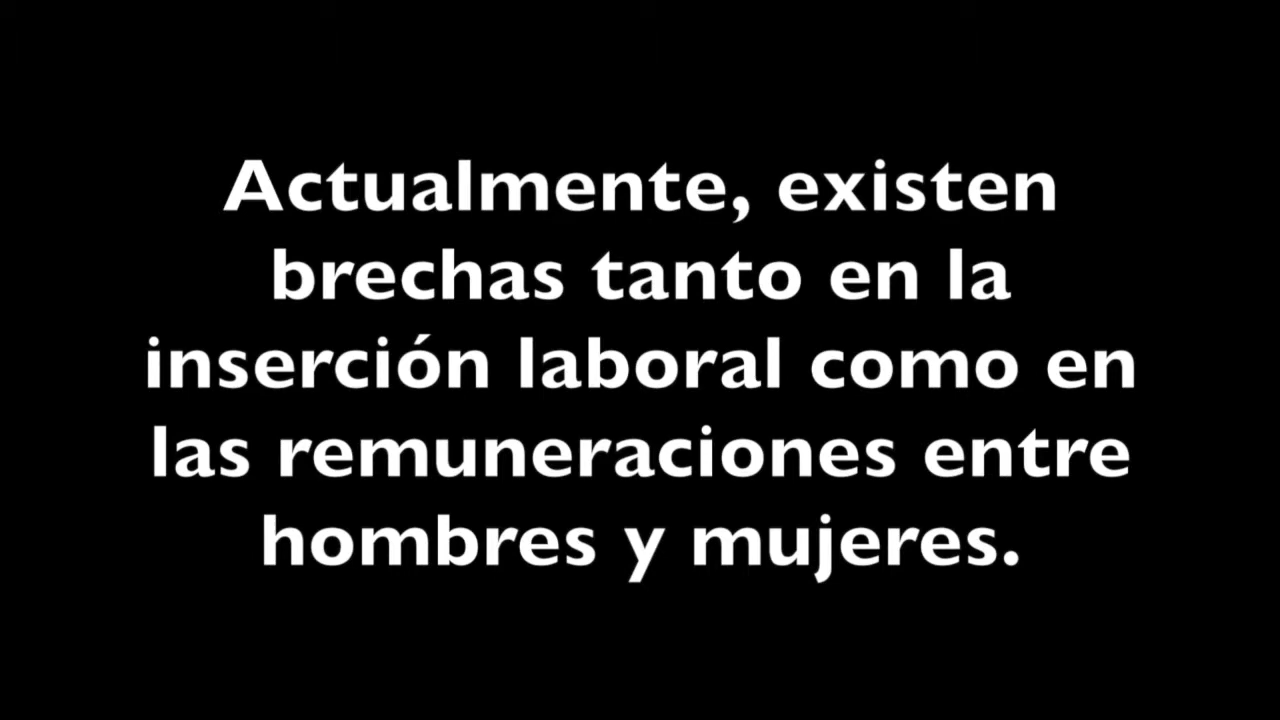 Actualmente, existen
brechas tanto en la
inserción laboral como en
las remuneraciones entre
hombres y mujeres.